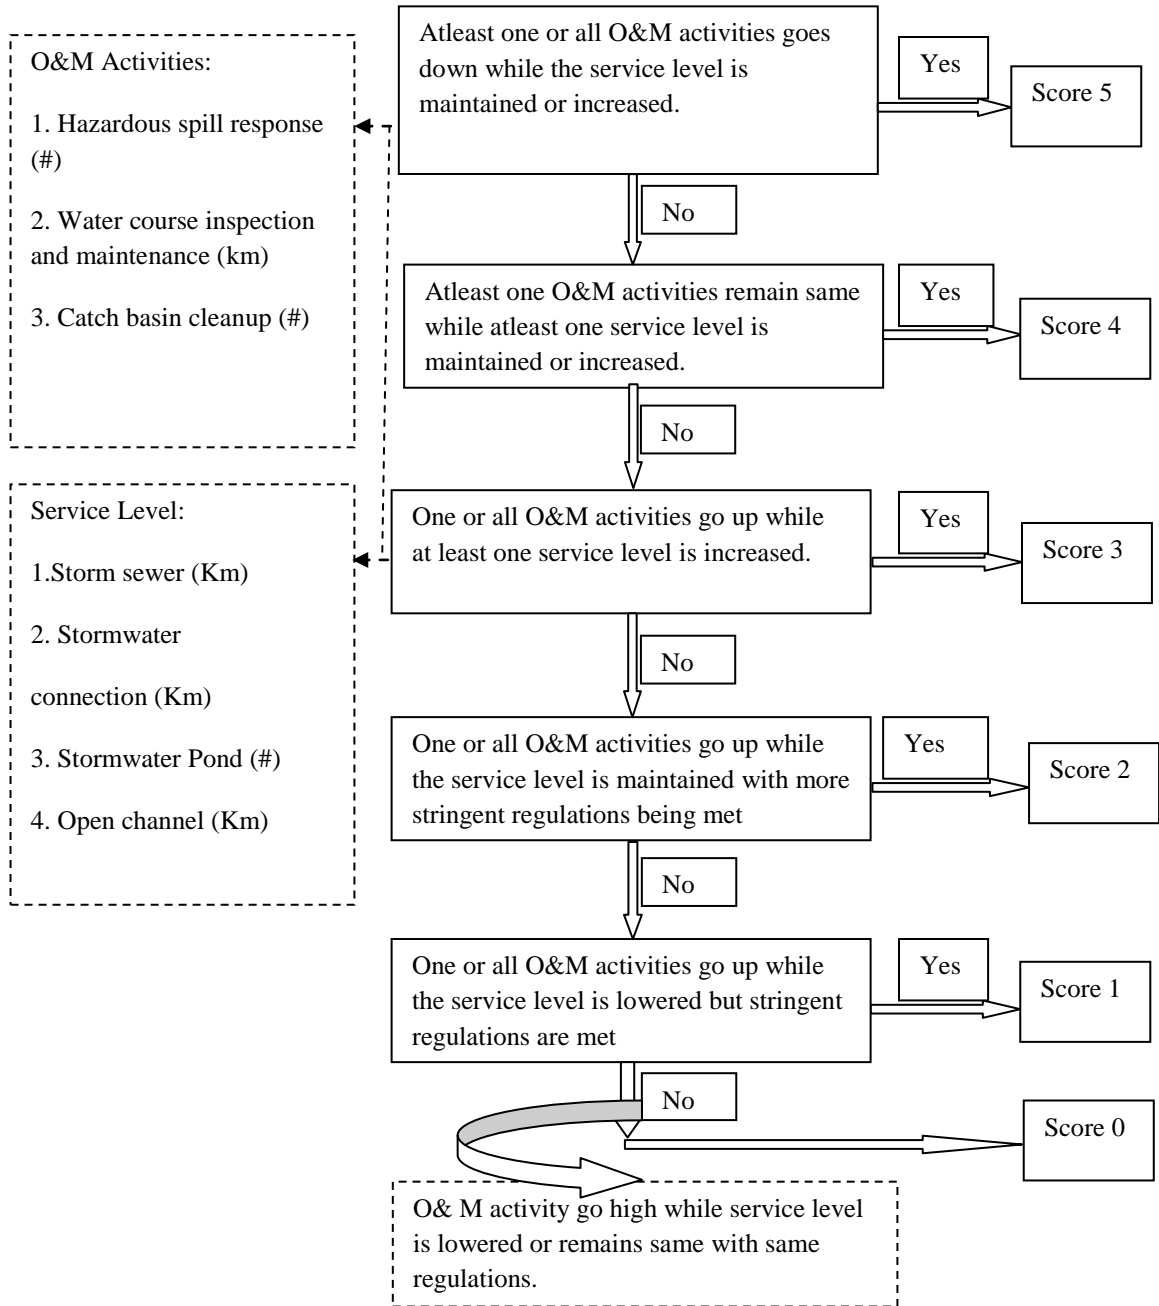 O&M Activities:
1. Hazardous spill response
(#)
2. Water course inspection
and maintenance (km)
3. Catch basin cleanup (#)
Service Level:
1.Storm sewer (Km)
2. Stormwater
connection (Km)
3. Stormwater Pond (#)
4. Open channel (Km)
Atleast one or all O&M activities goes
down while the service level is
maintained or increased.
Yes
Score 5
No
Atleast one O&M activities remain same
while atleast one service level is
maintained or increased.
Yes
Score 4
No
One or all O&M activities go up while
at least one service level is increased.
Yes
Score 3
No
One or all O&M activities go up while
the service level is maintained with more
stringent regulations being met
Yes
Score 2
No
One or all O&M activities go up while
the service level is lowered but stringent
regulations are met
Yes
Score 1
No
Score 0
O& M activity go high while service level
is lowered or remains same with same
regulations.